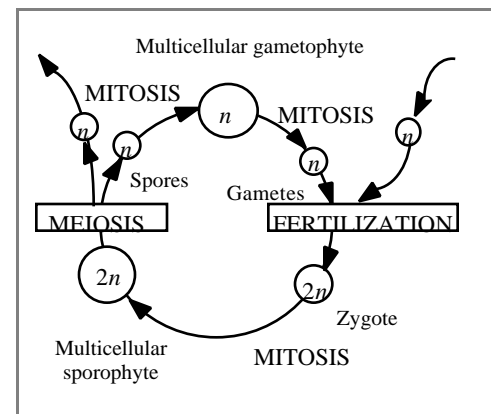 Multicellular gametophyte
MITOSIS
n
MITOSIS
n
n
n
n
Spores
Gametes
MEIOSIS
FERTILIZATION
2n
2n
Zygote
Multicellular
sporophyte
MITOSIS